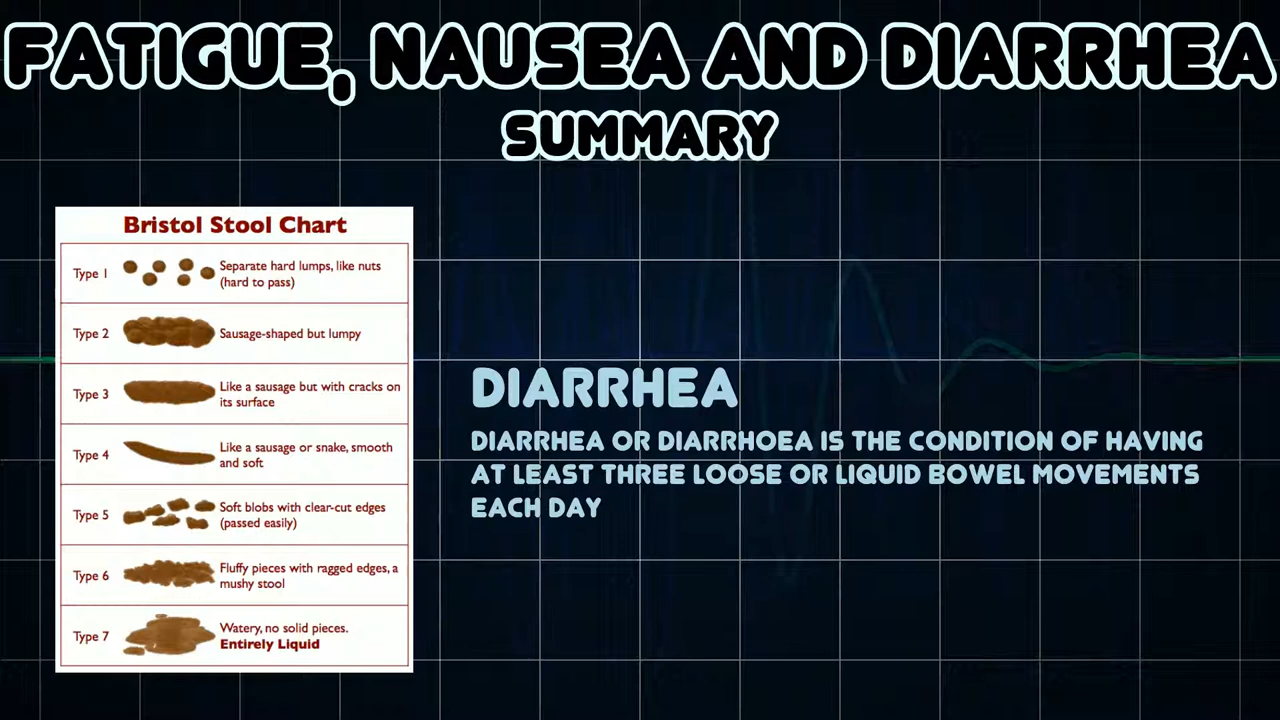 FATIGUE, NAUSEA AND DIARRHEA
SUMMARY
Bristol Stool Chart
Type 1
Separate hard lumps, like nuts
(hard to pass)
Type 2
Sausage-shaped but lumpy
Type 3
Like a sausage but with cracks on
its surface
Type 4
Like a sausage or snake, smooth
and soft
Type 5
Soft blobs with clear-cut edges
(passed easily)
Type 6
Fluffy pieces with ragged edges, a
mushy stool
Type 7
Watery, no solid pieces.
Entirely Liquid
DIARRHEA
DIARRHEA OR DIARRHOEA IS THE CONDITION OF HAVING
AT LEAST THREE LOOSE OR LIQUID BOWEL MOVEMENTS
EACH DAY